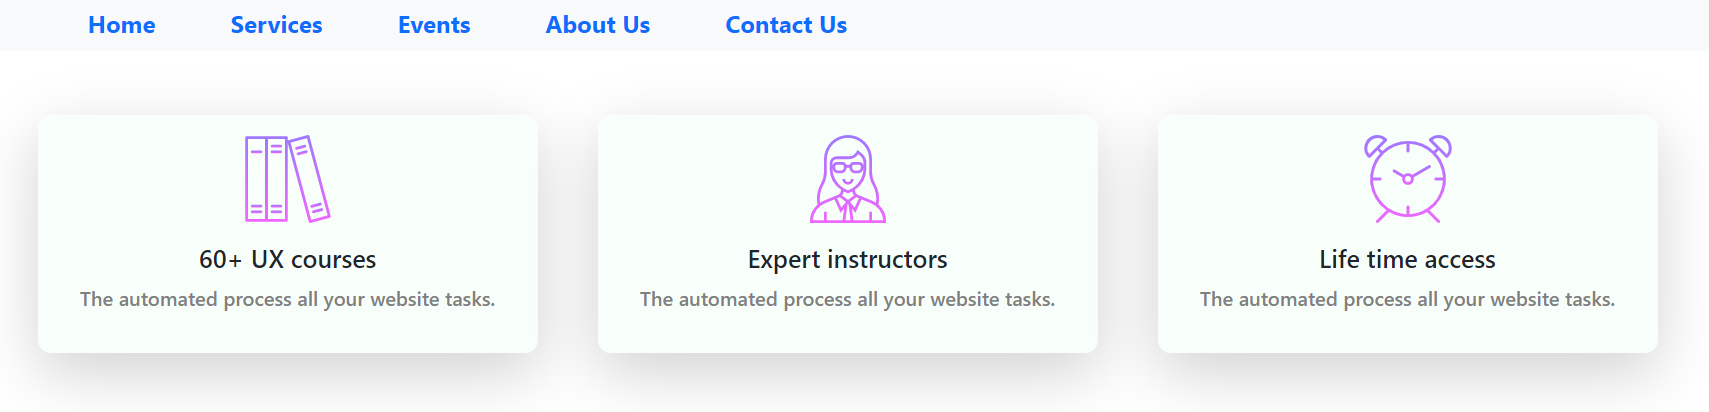 Home Services Events About Us Contact Us
60+ UX courses
The automated process all your website tasks.
Expert instructors
The automated process all your website tasks.
Life time access
The automated process all your website tasks.